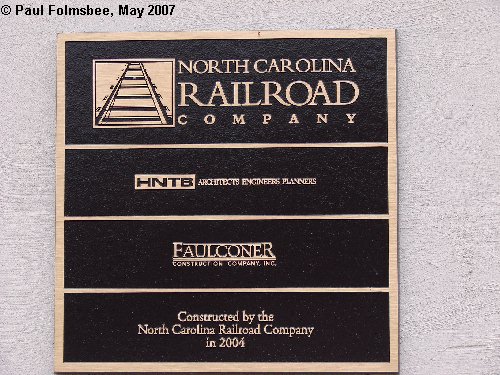 © Paul Folmsbee, May 2007
NORTH CAROLINA
RAILROAD
COMPANY
HNTB ARCHITECTS ENGINEERS PLANNERS
FAULCONER
CONSTRUCTION COMPANY, INC.
Constructed by the
North Carolina Railroad Company
in 2004